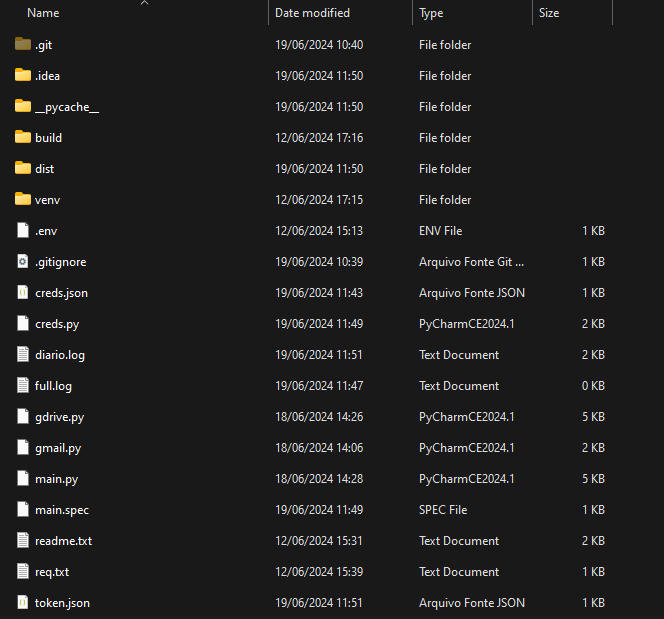 Name Date modified Type Size
.git 19/06/2024 10:40 File folder
.idea 19/06/2024 11:50 File folder
__pycache__ 19/06/2024 11:50 File folder
build 12/06/2024 17:16 File folder
dist 19/06/2024 11:50 File folder
venv 12/06/2024 17:15 File folder
.env 12/06/2024 15:13 ENV File 1 KB
.gitignore 19/06/2024 10:39 Arquivo Fonte Git ... 1 KB
creds.json 19/06/2024 11:43 Arquivo Fonte JSON 1 KB
creds.py 19/06/2024 11:49 PyCharmCE2024.1 2 KB
diario.log 19/06/2024 11:51 Text Document 2 KB
full.log 19/06/2024 11:47 Text Document 0 KB
gdrive.py 18/06/2024 14:26 PyCharmCE2024.1 5 KB
gmail.py 18/06/2024 14:06 PyCharmCE2024.1 2 KB
main.py 18/06/2024 14:28 PyCharmCE2024.1 5 KB
main.spec 19/06/2024 11:49 SPEC File 1 KB
readme.txt 12/06/2024 15:31 Text Document 2 KB
req.txt 12/06/2024 15:39 Text Document 1 KB
token.json 19/06/2024 11:51 Arquivo Fonte JSON 1 KB